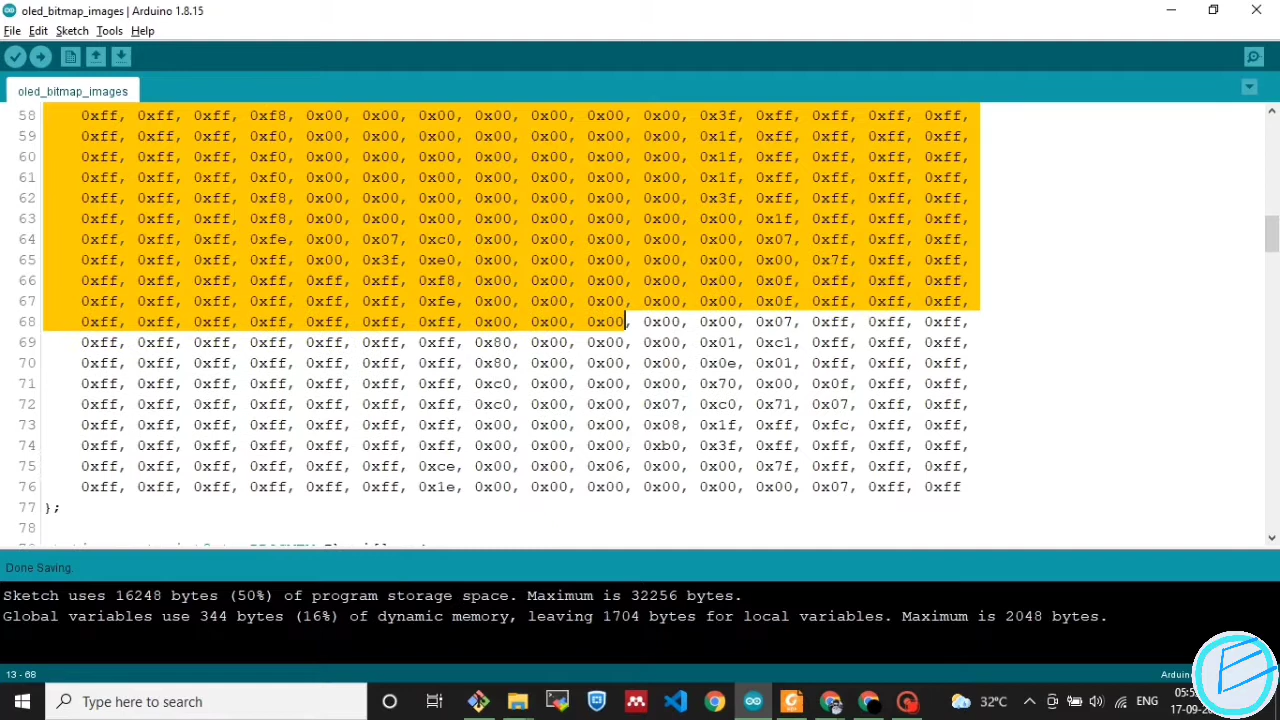 oled_bitmap_images | Arduino 1.8.15
File Edit Sketch Tools Help
oled_bitmap_images
58 0xff, 0xff, 0xff, 0xf8, 0x00, 0x00, 0x00, 0x00, 0x00, 0x00, 0x00, 0x3f, 0xff, 0xff, 0xff, 0xff,
59 0xff, 0xff, 0xff, 0xf0, 0x00, 0x00, 0x00, 0x00, 0x00, 0x00, 0x00, 0x1f, 0xff, 0xff, 0xff, 0xff,
60 0xff, 0xff, 0xff, 0xf0, 0x00, 0x00, 0x00, 0x00, 0x00, 0x00, 0x00, 0x1f, 0xff, 0xff, 0xff, 0xff,
61 0xff, 0xff, 0xff, 0xf0, 0x00, 0x00, 0x00, 0x00, 0x00, 0x00, 0x00, 0x1f, 0xff, 0xff, 0xff, 0xff,
62 0xff, 0xff, 0xff, 0xf8, 0x00, 0x00, 0x00, 0x00, 0x00, 0x00, 0x00, 0x3f, 0xff, 0xff, 0xff, 0xff,
63 0xff, 0xff, 0xff, 0xf8, 0x00, 0x00, 0x00, 0x00, 0x00, 0x00, 0x00, 0x00, 0x1f, 0xff, 0xff, 0xff,
64 0xff, 0xff, 0xff, 0xfe, 0x00, 0x07, 0xc0, 0x00, 0x00, 0x00, 0x00, 0x00, 0x07, 0xff, 0xff, 0xff,
65 0xff, 0xff, 0xff, 0xff, 0x00, 0x3f, 0xe0, 0x00, 0x00, 0x00, 0x00, 0x00, 0x00, 0x7f, 0xff, 0xff,
66 0xff, 0xff, 0xff, 0xff, 0xff, 0xff, 0xf8, 0x00, 0x00, 0x00, 0x00, 0x00, 0x00, 0x0f, 0xff, 0xff,
67 0xff, 0xff, 0xff, 0xff, 0xff, 0xff, 0xfe, 0x00, 0x00, 0x00, 0x00, 0x00, 0x0f, 0xff, 0xff, 0xff,
68 0xff, 0xff, 0xff, 0xff, 0xff, 0xff, 0xff, 0x00, 0x00, 0x00, 0x00, 0x00, 0x07, 0xff, 0xff, 0xff,
69 0xff, 0xff, 0xff, 0xff, 0xff, 0xff, 0xff, 0x80, 0x00, 0x00, 0x00, 0x01, 0xc1, 0xff, 0xff, 0xff,
70 0xff, 0xff, 0xff, 0xff, 0xff, 0xff, 0xff, 0x80, 0x00, 0x00, 0x00, 0x0e, 0x01, 0xff, 0xff, 0xff,
71 0xff, 0xff, 0xff, 0xff, 0xff, 0xff, 0xff, 0xc0, 0x00, 0x00, 0x00, 0x70, 0x00, 0x0f, 0xff, 0xff,
72 0xff, 0xff, 0xff, 0xff, 0xff, 0xff, 0xff, 0xc0, 0x00, 0x00, 0x07, 0xc0, 0x71, 0x07, 0xff, 0xff,
73 0xff, 0xff, 0xff, 0xff, 0xff, 0xff, 0xff, 0x00, 0x00, 0x00, 0x08, 0x1f, 0xff, 0xfc, 0xff, 0xff,
74 0xff, 0xff, 0xff, 0xff, 0xff, 0xff, 0xff, 0x00, 0x00, 0x00, 0xb0, 0x3f, 0xff, 0xff, 0xff, 0xff,
75 0xff, 0xff, 0xff, 0xff, 0xff, 0xff, 0xce, 0x00, 0x00, 0x06, 0x00, 0x00, 0x7f, 0xff, 0xff, 0xff,
76 0xff, 0xff, 0xff, 0xff, 0xff, 0xff, 0x1e, 0x00, 0x00, 0x00, 0x00, 0x00, 0x00, 0x07, 0xff, 0xff
77 };
78
Done Saving.
Sketch uses 16248 bytes (50%) of program storage space. Maximum is 32256 bytes.
Global variables use 344 bytes (16%) of dynamic memory, leaving 1704 bytes for local variables. Maximum is 2048 bytes.
13 - 68
Type here to search
32°C
ENG